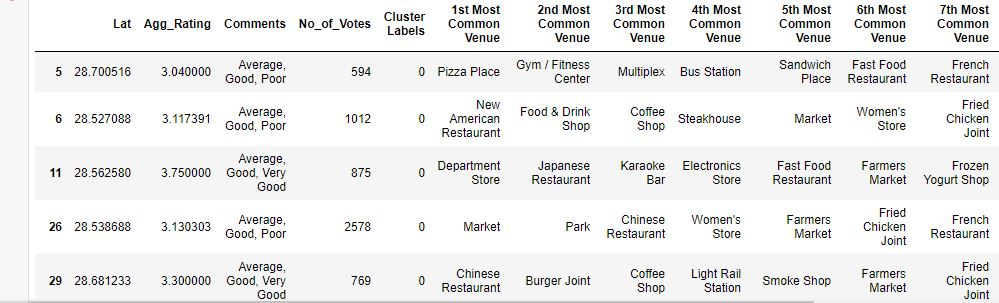 Lat Agg_Rating Comments No_of_Votes Cluster Labels 1st Most Common Venue 2nd Most Common Venue 3rd Most Common Venue 4th Most Common Venue 5th Most Common Venue 6th Most Common Venue 7th Most Common Venue
5 28.700516 3.040000 Average, Good, Poor 594 0 Pizza Place Gym / Fitness Center Multiplex Bus Station Sandwich Place Fast Food Restaurant French Restaurant
6 28.527088 3.117391 Average, Good, Poor 1012 0 New American Restaurant Food & Drink Shop Coffee Shop Steakhouse Market Women's Store Fried Chicken Joint
11 28.562580 3.750000 Average, Good, Very Good 875 0 Department Store Japanese Restaurant Karaoke Bar Electronics Store Fast Food Restaurant Farmers Market Frozen Yogurt Shop
26 28.538688 3.130303 Average, Good, Poor 2578 0 Market Park Chinese Restaurant Women's Store Farmers Market Fried Chicken Joint French Restaurant
29 28.681233 3.300000 Average, Good, Very Good 769 0 Chinese Restaurant Burger Joint Coffee Shop Light Rail Station Smoke Shop Farmers Market Fried Chicken Joint